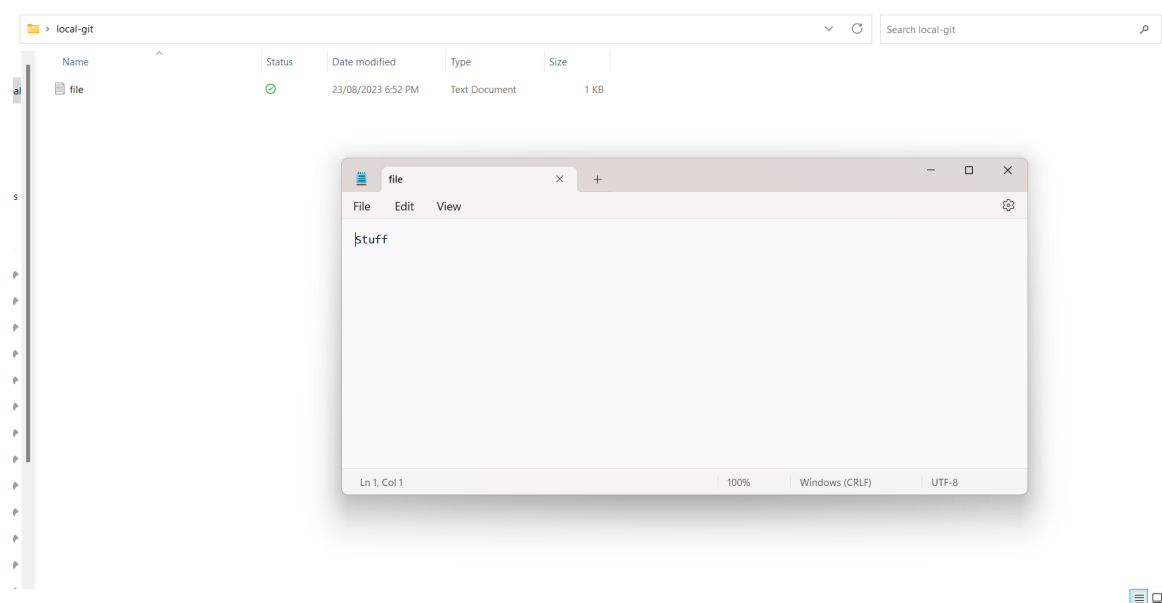 local-git
Search local-git
Name Status Date modified Type Size
al
file 23/08/2023 6:52 PM Text Document 1 KB
s
file
File Edit View
Stuff
Ln 1, Col 1 100% Windows (CRLF) UTF-8